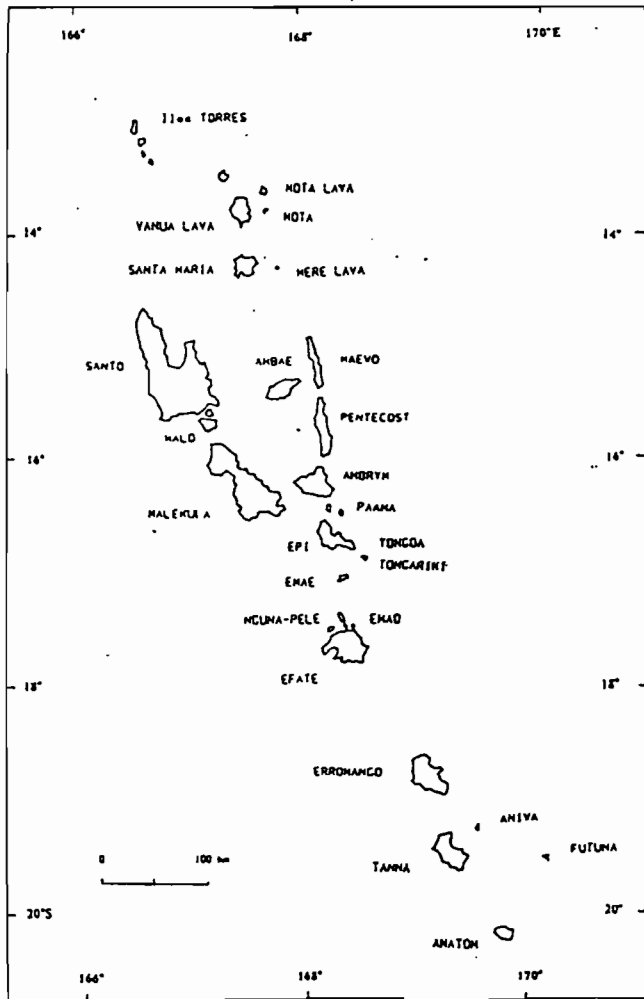 166°
168°
170°E
Iles TORRES
MOTA LAVA
MOTA
VANUA LAVA
14°
14°
SANTA MARIA
MERE LAVA
SANTO
AMBAE
MAEVO
PENTECOST
MALO
16°
16°
AMBRYM
MALEKULA
PAAMA
EPI
TONGOA
TONGARIKI
EMAE
NGUNA-PELE
EMAO
EFATE
18°
18°
ERROMANGO
ANIVA
0
100 km
FUTUNA
TANNA
20°S
20°
ANATOM
166°
168°
170°